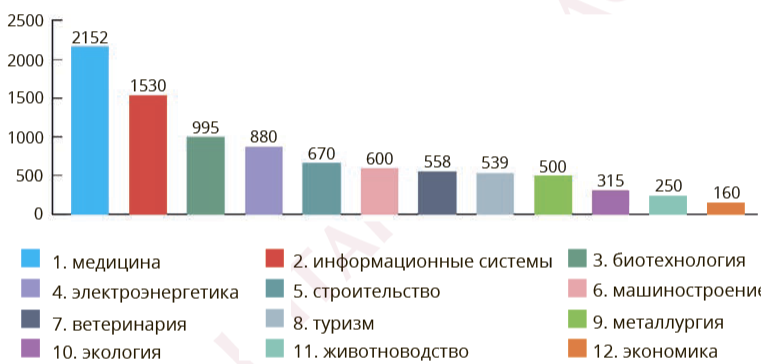 2500
2152
2000
1530
1500
995
880
1000
670
600
558
539
500
500
315
250
160
0
1. медицина
2. информационные системы
3. биотехнология
4. электроэнергетика
5. строительство
6. машиностроение
7. ветеринария
8. туризм
9. металлургия
10. экология
11. животноводство
12. экономика